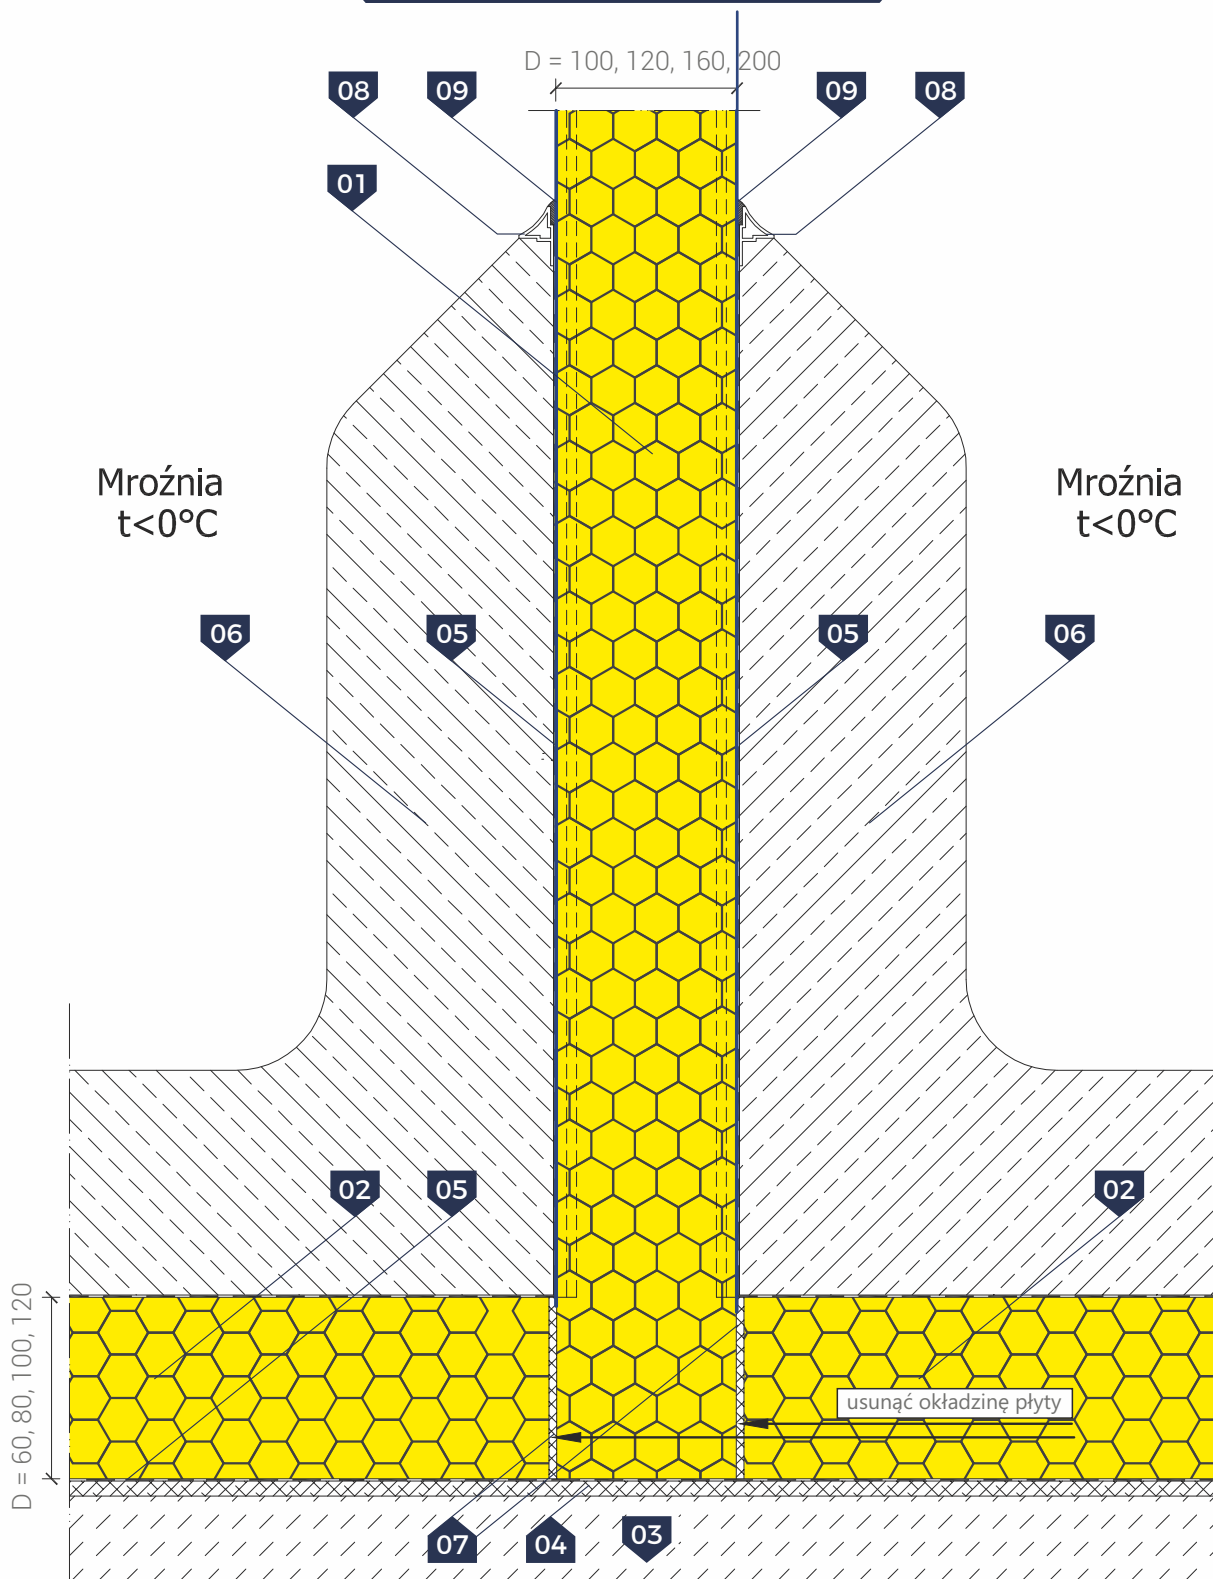 D = 100, 120, 160, 200
08
09
09
08
01
Mroźnia
t<0°C
Mroźnia
t<0°C
06
05
05
06
02
05
02
D = 60, 80, 100, 120
usunąć okładzinę płyty
07
04
03